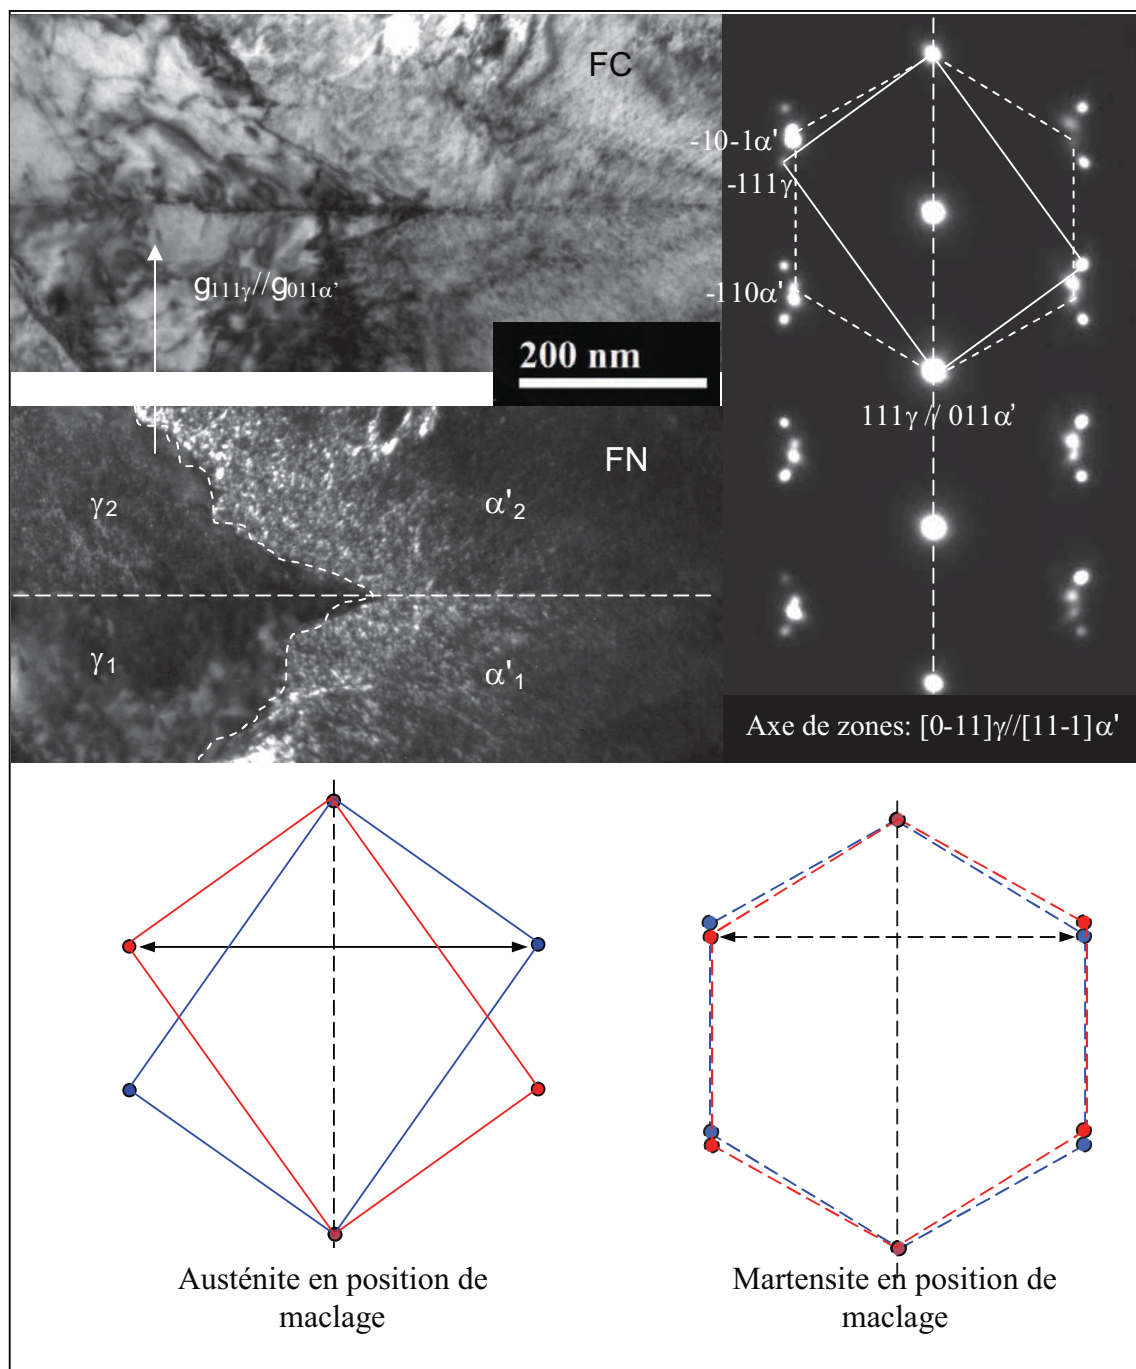 FC
g111γ//g011α'
200 nm
FN
γ2
α'2
γ1
α'1
-10-1α'
-111γ
-110α'
111γ // 011α'
Axe de zones: [0-11]γ//[11-1]α'
Austénite en position de
maclage
Martensite en position de
maclage